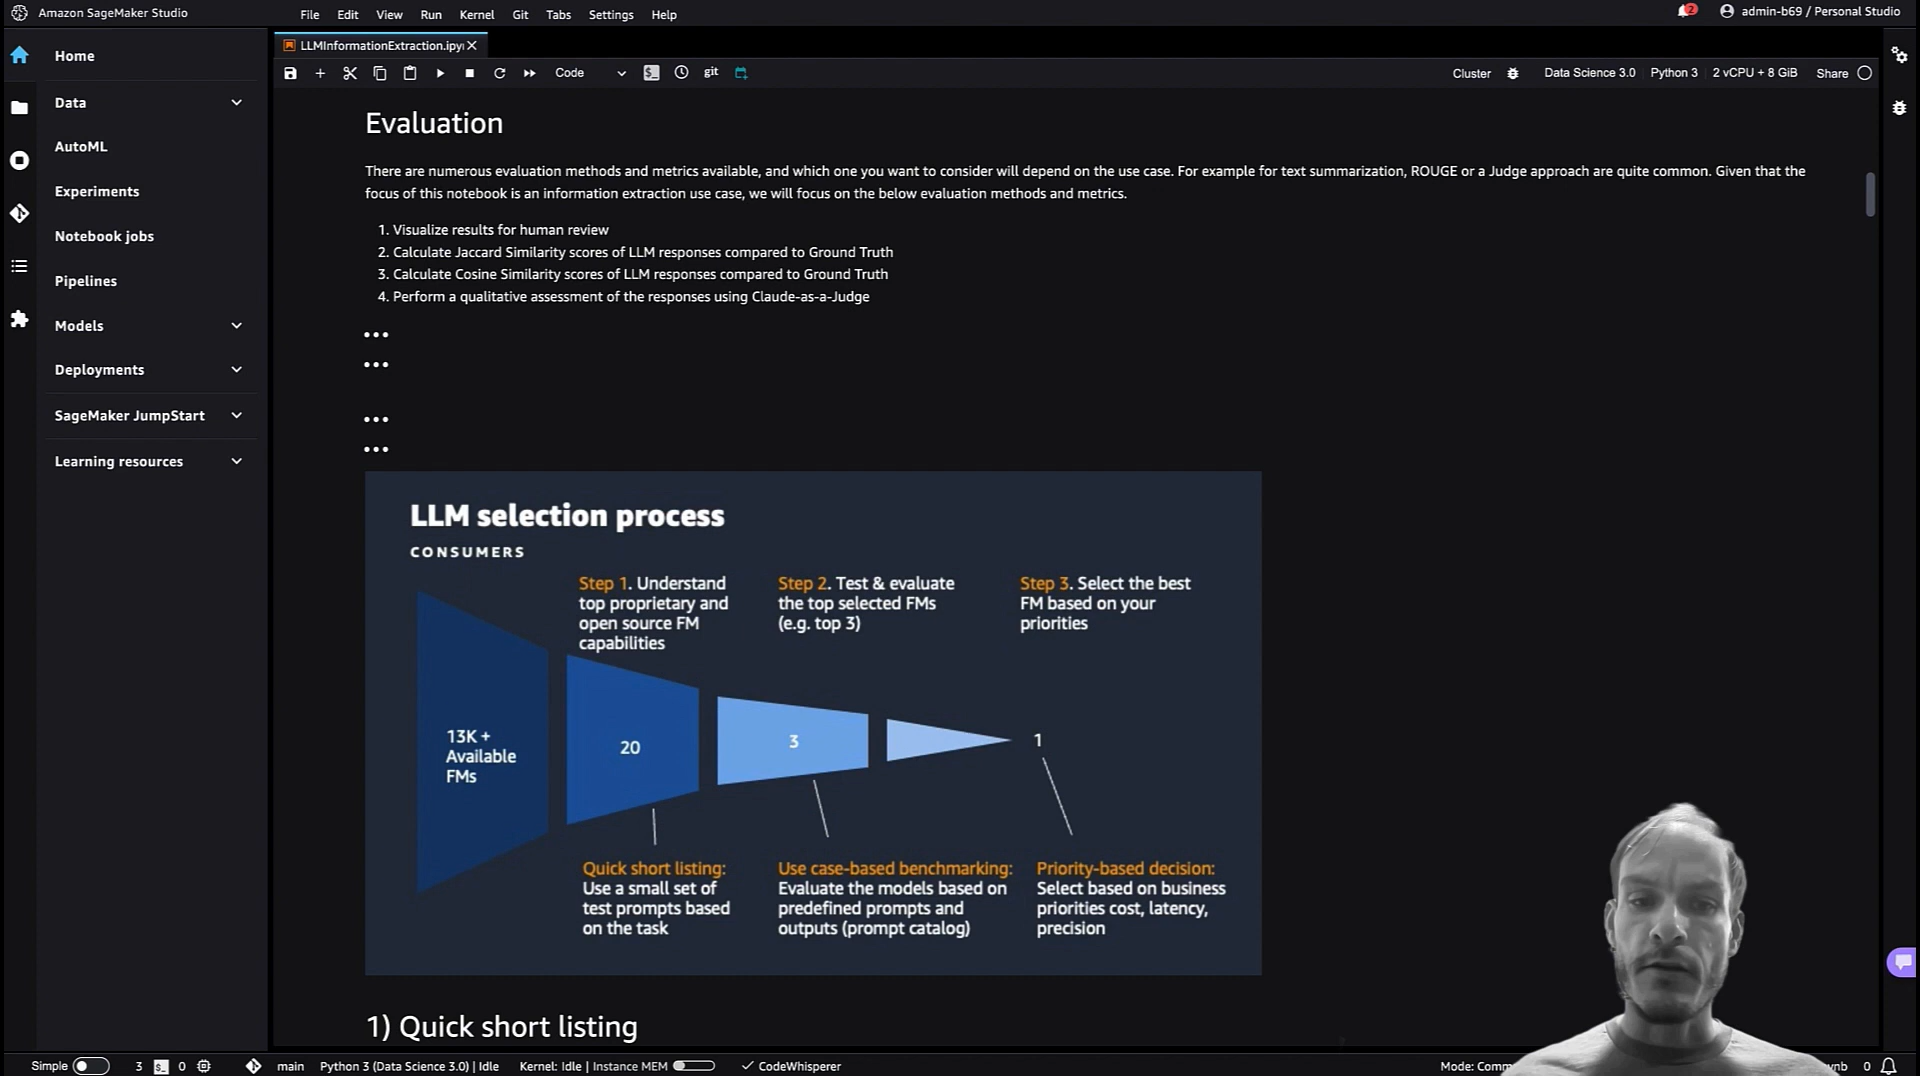 Amazon SageMaker Studio
File Edit View Run Kernel Git Tabs Settings Help
2
admin-b69 / Personal Studio
Home
Data
AutoML
Experiments
Notebook jobs
Pipelines
Models
Deployments
SageMaker JumpStart
Learning resources
LLMInformationExtraction.ipy
Code
git
Cluster
Data Science 3.0
Python 3
2 vCPU + 8 GiB
Share
Evaluation
There are numerous evaluation methods and metrics available, and which one you want to consider will depend on the use case. For example for text summarization, ROUGE or a Judge approach are quite common. Given that the
focus of this notebook is an information extraction use case, we will focus on the below evaluation methods and metrics.
1. Visualize results for human review
2. Calculate Jaccard Similarity scores of LLM responses compared to Ground Truth
3. Calculate Cosine Similarity scores of LLM responses compared to Ground Truth
4. Perform a qualitative assessment of the responses using Claude-as-a-Judge
LLM selection process
CONSUMERS
Step 1. Understand
top proprietary and
open source FM
capabilities
Step 2. Test & evaluate
the top selected FMs
(e.g. top 3)
Step 3. Select the best
FM based on your
priorities
13K +
Available
FMs
20
3
1
Quick short listing:
Use a small set of
test prompts based
on the task
Use case-based benchmarking:
Evaluate the models based on
predefined prompts and
outputs (prompt catalog)
Priority-based decision:
Select based on business
priorities cost, latency,
precision
1) Quick short listing
Simple
3
0
main
Python 3 (Data Science 3.0) | Idle
Kernel: Idle | Instance MEM
CodeWhisperer
Mode: Comm
nb
0